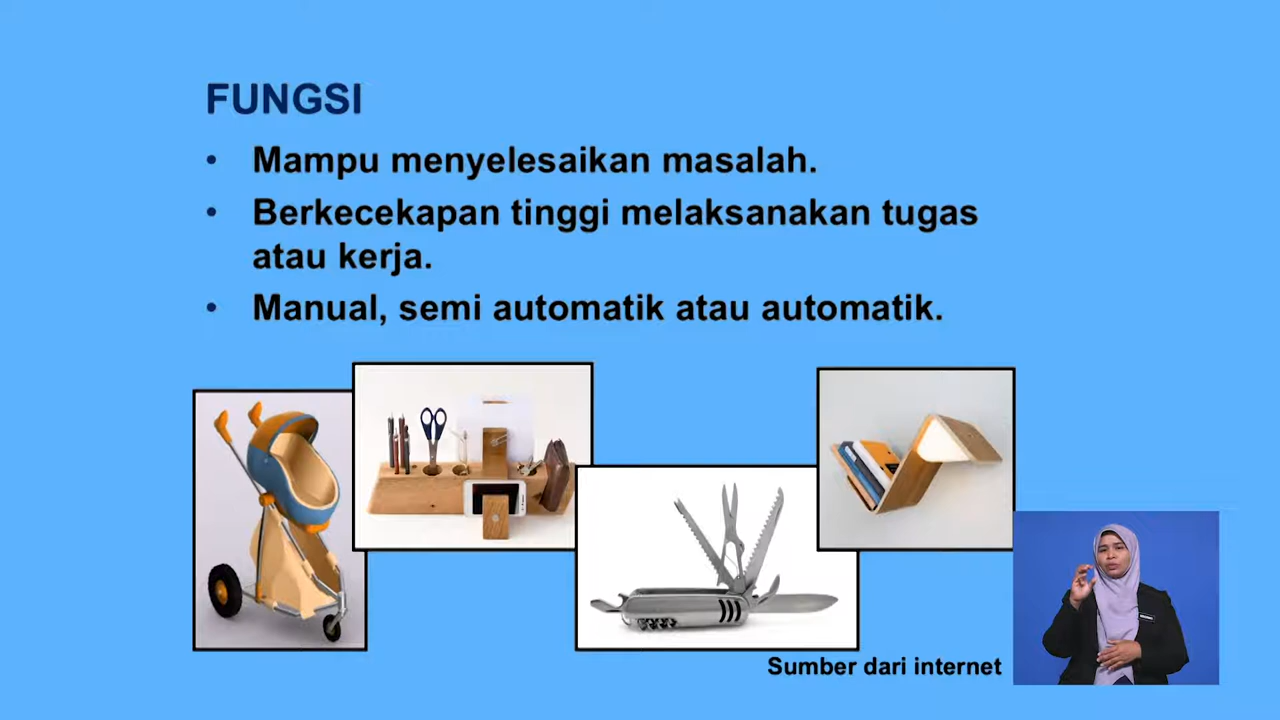 FUNGSI
• Mampu menyelesaikan masalah.
• Berkecekapan tinggi melaksanakan tugas
atau kerja.
• Manual, semi automatik atau automatik.
Sumber dari internet